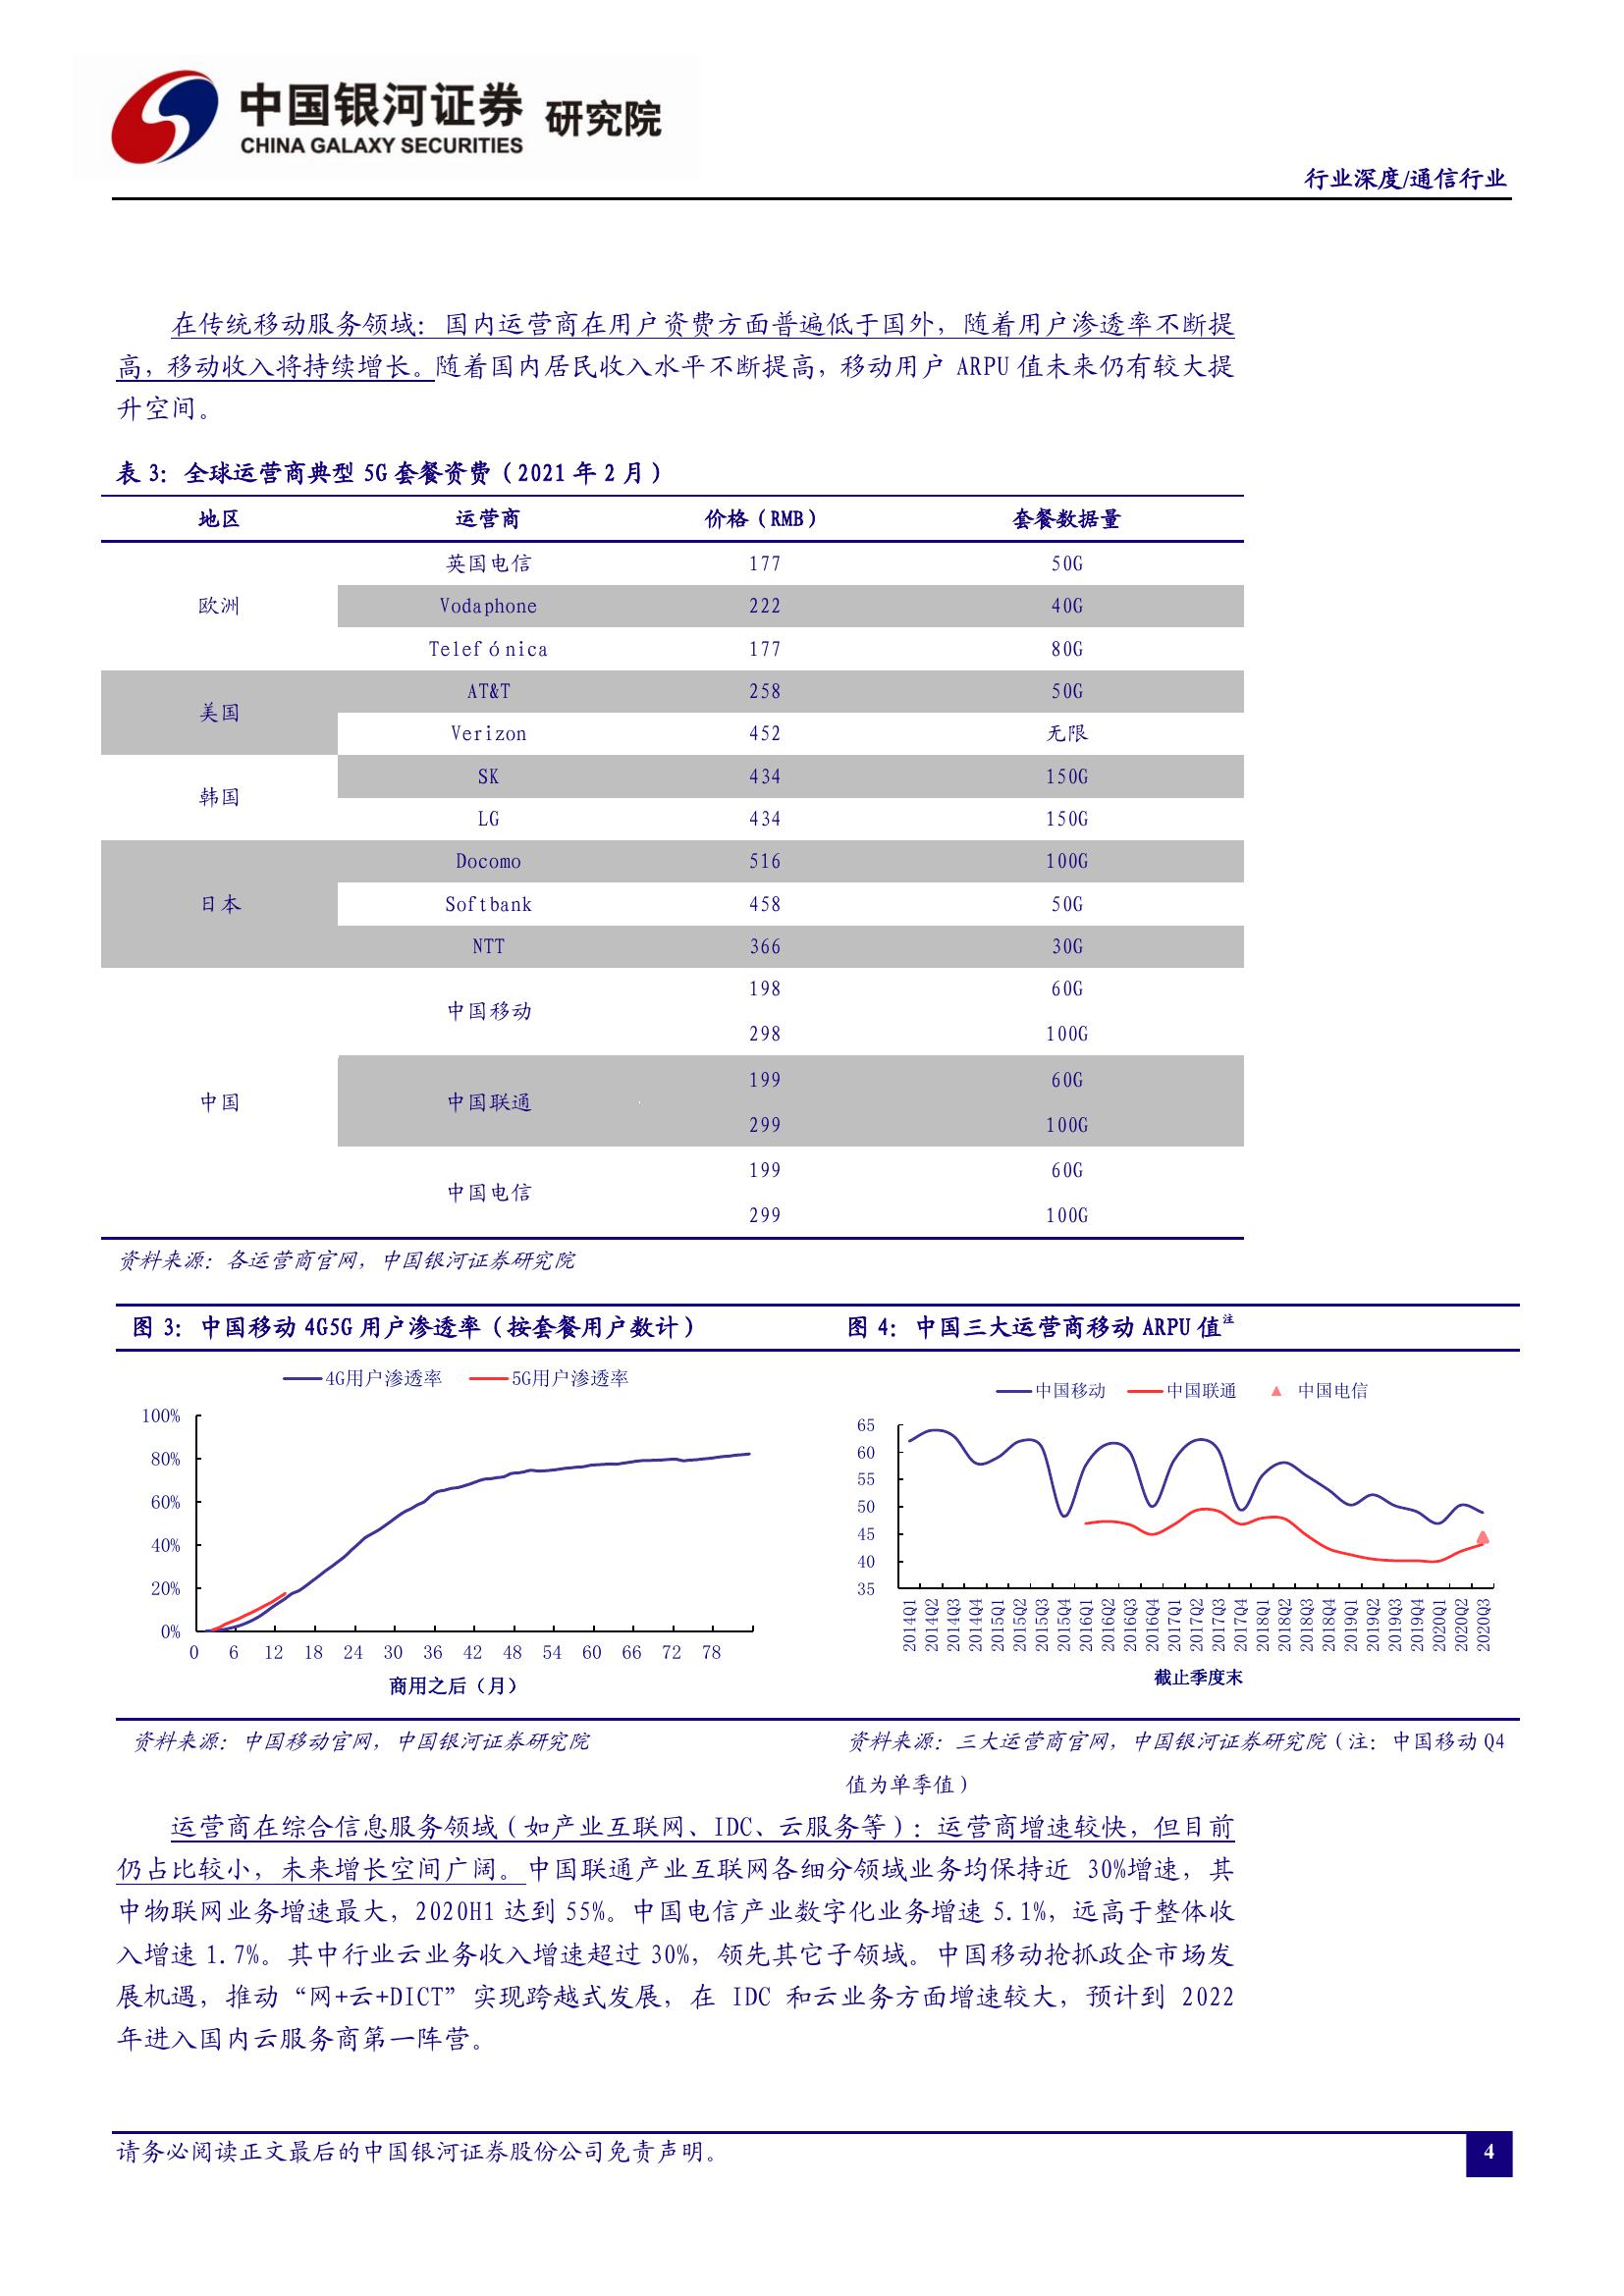 中国银河证券 研究院
CHINA GALAXY SECURITIES
行业深度/通信行业
在传统移动服务领域：国内运营商在用户资费方面普遍低于国外，随着用户渗透率不断提
高，移动收入将持续增长。随着国内居民收入水平不断提高，移动用户 ARPU 值未来仍有较大提
升空间。
表 3：全球运营商典型 5G 套餐资费（2021 年 2 月）
地区 运营商 价格（RMB） 套餐数据量
英国电信 177 50G
欧洲 Vodaphone 222 40G
Telefónica 177 80G
美国 AT&T 258 50G
Verizon 452 无限
韩国 SK 434 150G
LG 434 150G
Docomo 516 100G
日本 Softbank 458 50G
NTT 366 30G
中国移动 198 60G
298 100G
中国 中国联通 199 60G
299 100G
中国电信 199 60G
299 100G
资料来源：各运营商官网，中国银河证券研究院
图 3：中国移动 4G5G 用户渗透率（按套餐用户数计）
4G用户渗透率 5G用户渗透率
100%
80%
60%
40%
20%
0%
0 6 12 18 24 30 36 42 48 54 60 66 72 78
商用之后（月）
资料来源：中国移动官网，中国银河证券研究院
图 4：中国三大运营商移动 ARPU 值注
中国移动 中国联通 中国电信
65
60
55
50
45
40
35
2014Q1 2014Q2 2014Q3 2014Q4 2015Q1 2015Q2 2015Q3 2015Q4 2016Q1 2016Q2 2016Q3 2016Q4 2017Q1 2017Q2 2017Q3 2017Q4 2018Q1 2018Q2 2018Q3 2018Q4 2019Q1 2019Q2 2019Q3 2019Q4 2020Q1 2020Q2 2020Q3
截止季度末
资料来源：三大运营商官网，中国银河证券研究院（注：中国移动 Q4
值为单季值）
运营商在综合信息服务领域（如产业互联网、IDC、云服务等）：运营商增速较快，但目前
仍占比较小，未来增长空间广阔。中国联通产业互联网各细分领域业务均保持近 30%增速，其
中物联网业务增速最大，2020H1 达到 55%。中国电信产业数字化业务增速 5.1%，远高于整体收
入增速 1.7%。其中行业云业务收入增速超过 30%，领先其它子领域。中国移动抢抓政企市场发
展机遇，推动“网+云+DICT”实现跨越式发展，在 IDC 和云业务方面增速较大，预计到 2022
年进入国内云服务商第一阵营。
请务必阅读正文最后的中国银河证券股份公司免责声明。
4